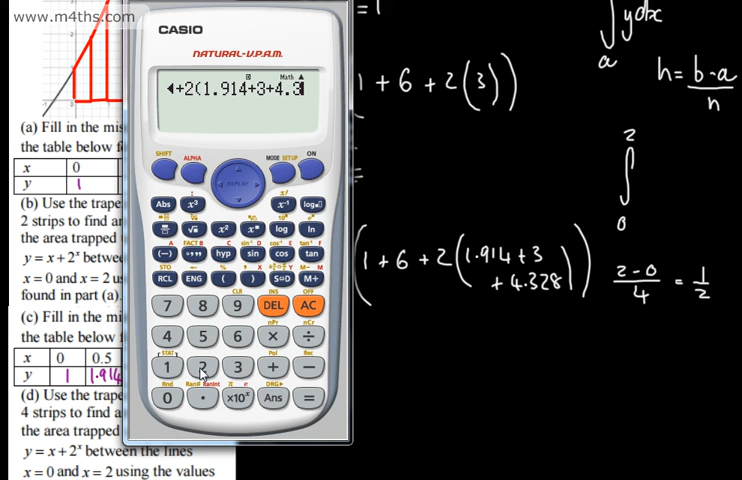 www.m4ths.com
CASIO
NATURAL-V.P.A.M.
Math
+2(1.914+3+4.3
SHIFT ALPHA REPLAY MODE SETUP ON
Abs x³ x⁻¹ log
√ x² log ln
(−) hyp sin cos tan
RCL ENG ( ) S⇔D M+
7 8 9 DEL AC
4 5 6 × ÷
1 2 3 + −
0 · ×10ˣ Ans =
(a) Fill in the mis
the table below f
x 0
y 1
(b) Use the trape
2 strips to find a
the area trapped
y = x + 2ˣ betwe
x = 0 and x = 2 u
found in part (a).
(c) Fill in the mi
the table below
x 0 0.5
y 1 1.914
(d) Use the trape
4 strips to find a
the area trapped
y = x + 2ˣ between the lines
x = 0 and x = 2 using the values
= 1
1 + 6 + 2(3))
=
(1 + 6 + 2(1.914 + 3
+ 4.328))
∫ydx
a
h = b-a/n
2
∫
0
2-0/4 = 1/2